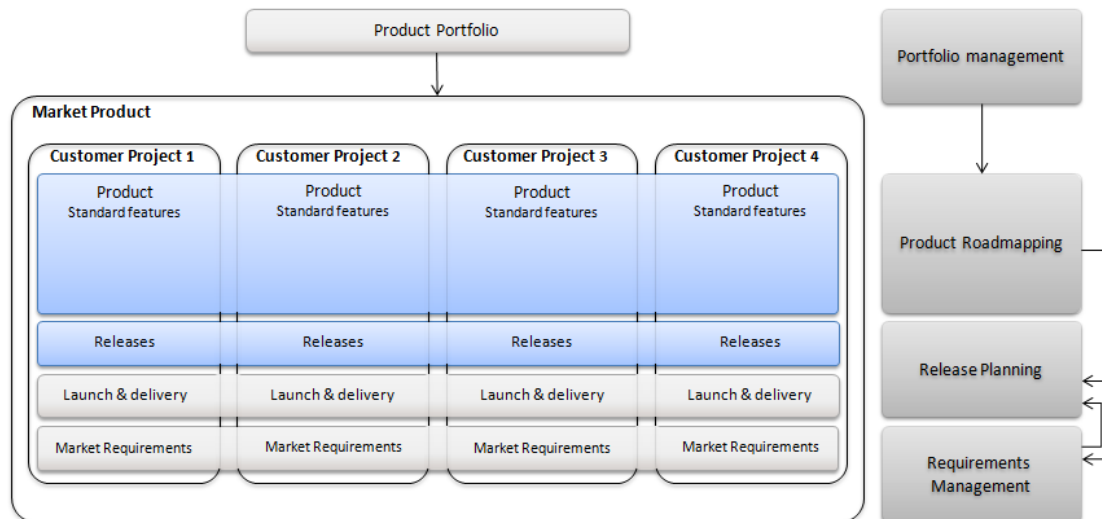 Product Portfolio
Portfolio management
Market Product
Customer Project 1 Customer Project 2 Customer Project 3 Customer Project 4
Product Product Product Product
Standard features Standard features Standard features Standard features
Product Roadmapping
Releases Releases Releases Releases
Release Planning
Launch & delivery Launch & delivery Launch & delivery Launch & delivery
Market Requirements Market Requirements Market Requirements Market Requirements
Requirements
Management